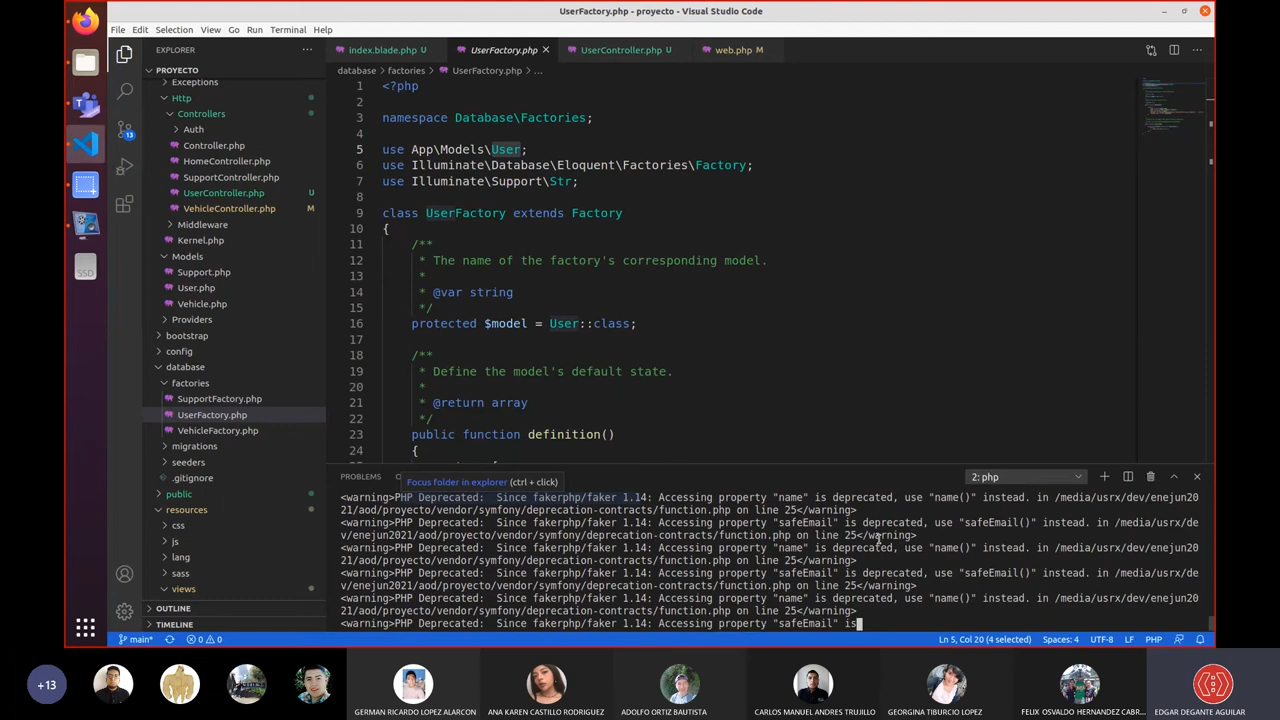 UserFactory.php - proyecto - Visual Studio Code
File Edit Selection View Go Run Terminal Help
EXPLORER
PROYECTO
Exceptions
Http
Controllers
Auth
Controller.php
HomeController.php
SupportController.php
UserController.php U
VehicleController.php M
Middleware
Kernel.php
Models
Support.php
User.php
Vehicle.php
Providers
bootstrap
config
database
factories
SupportFactory.php
UserFactory.php
VehicleFactory.php
migrations
seeders
.gitignore
public
resources
css
js
lang
sass
views
OUTLINE
TIMELINE
13
SSD
index.blade.php U UserFactory.php UserController.php U web.php M
database > factories > UserFactory.php > ...
1 <?php
2
3 namespace Database\Factories;
4
5 use App\Models\User;
6 use Illuminate\Database\Eloquent\Factories\Factory;
7 use Illuminate\Support\Str;
8
9 class UserFactory extends Factory
10 {
11 /**
12 * The name of the factory's corresponding model.
13 *
14 * @var string
15 */
16 protected $model = User::class;
17
18 /**
19 * Define the model's default state.
20 *
21 * @return array
22 */
23 public function definition()
24 {
PROBLEMS
Focus folder in explorer (ctrl + click)
2: php
<warning>PHP Deprecated: Since fakerphp/faker 1.14: Accessing property "name" is deprecated, use "name()" instead. in /media/usrx/dev/enejun20
21/aod/proyecto/vendor/symfony/deprecation-contracts/function.php on line 25</warning>
<warning>PHP Deprecated: Since fakerphp/faker 1.14: Accessing property "safeEmail" is deprecated, use "safeEmail()" instead. in /media/usrx/de
v/enejun2021/aod/proyecto/vendor/symfony/deprecation-contracts/function.php on line 25</warning>
<warning>PHP Deprecated: Since fakerphp/faker 1.14: Accessing property "name" is deprecated, use "name()" instead. in /media/usrx/dev/enejun20
21/aod/proyecto/vendor/symfony/deprecation-contracts/function.php on line 25</warning>
<warning>PHP Deprecated: Since fakerphp/faker 1.14: Accessing property "safeEmail" is deprecated, use "safeEmail()" instead. in /media/usrx/de
v/enejun2021/aod/proyecto/vendor/symfony/deprecation-contracts/function.php on line 25</warning>
<warning>PHP Deprecated: Since fakerphp/faker 1.14: Accessing property "name" is deprecated, use "name()" instead. in /media/usrx/dev/enejun20
21/aod/proyecto/vendor/symfony/deprecation-contracts/function.php on line 25</warning>
<warning>PHP Deprecated: Since fakerphp/faker 1.14: Accessing property "safeEmail" is
main* 0 0 Ln 5, Col 20 (4 selected) Spaces: 4 UTF-8 LF PHP
+13
GERMAN RICARDO LOPEZ ALARCON
ANA KAREN CASTILLO RODRIGUEZ
ADOLFO ORTIZ BAUTISTA
CARLOS MANUEL ANDRES TRUJILLO
GEORGINA TIBURCIO LOPEZ
FELIX OSVALDO HERNANDEZ CABR...
EDGAR DEGANTE AGUILAR